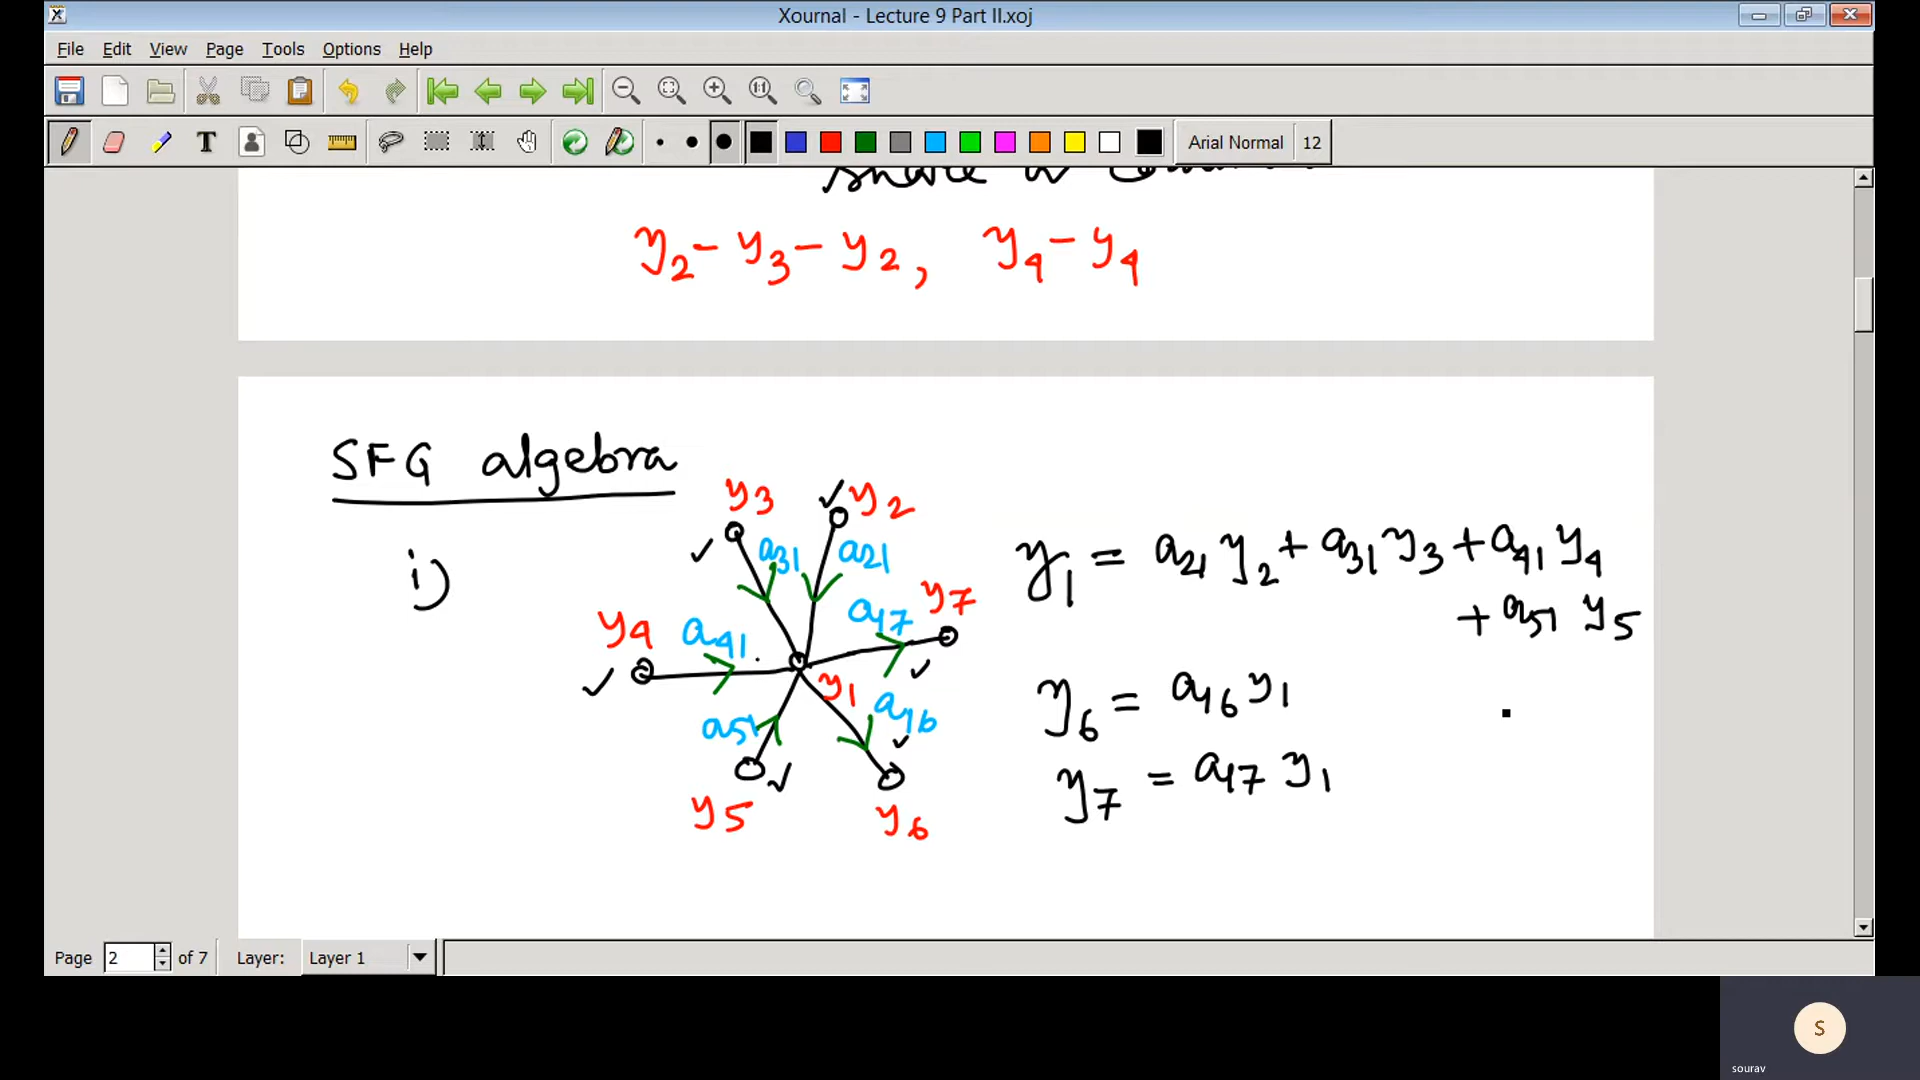 Xournal - Lecture 9 Part II.xoj
File Edit View Page Tools Options Help
Arial Normal 12
y2 - y3 - y2, y4 - y4
SFG algebra
i)
y3 y2
a31 a21
y7
a17
y4 a41
y1
a51 a16
y5 y6
y1 = a21 y2 + a31 y3 + a41 y4
+ a51 y5
y6 = a16 y1
y7 = a17 y1
Page 2 of 7 Layer: Layer 1
S
sourav